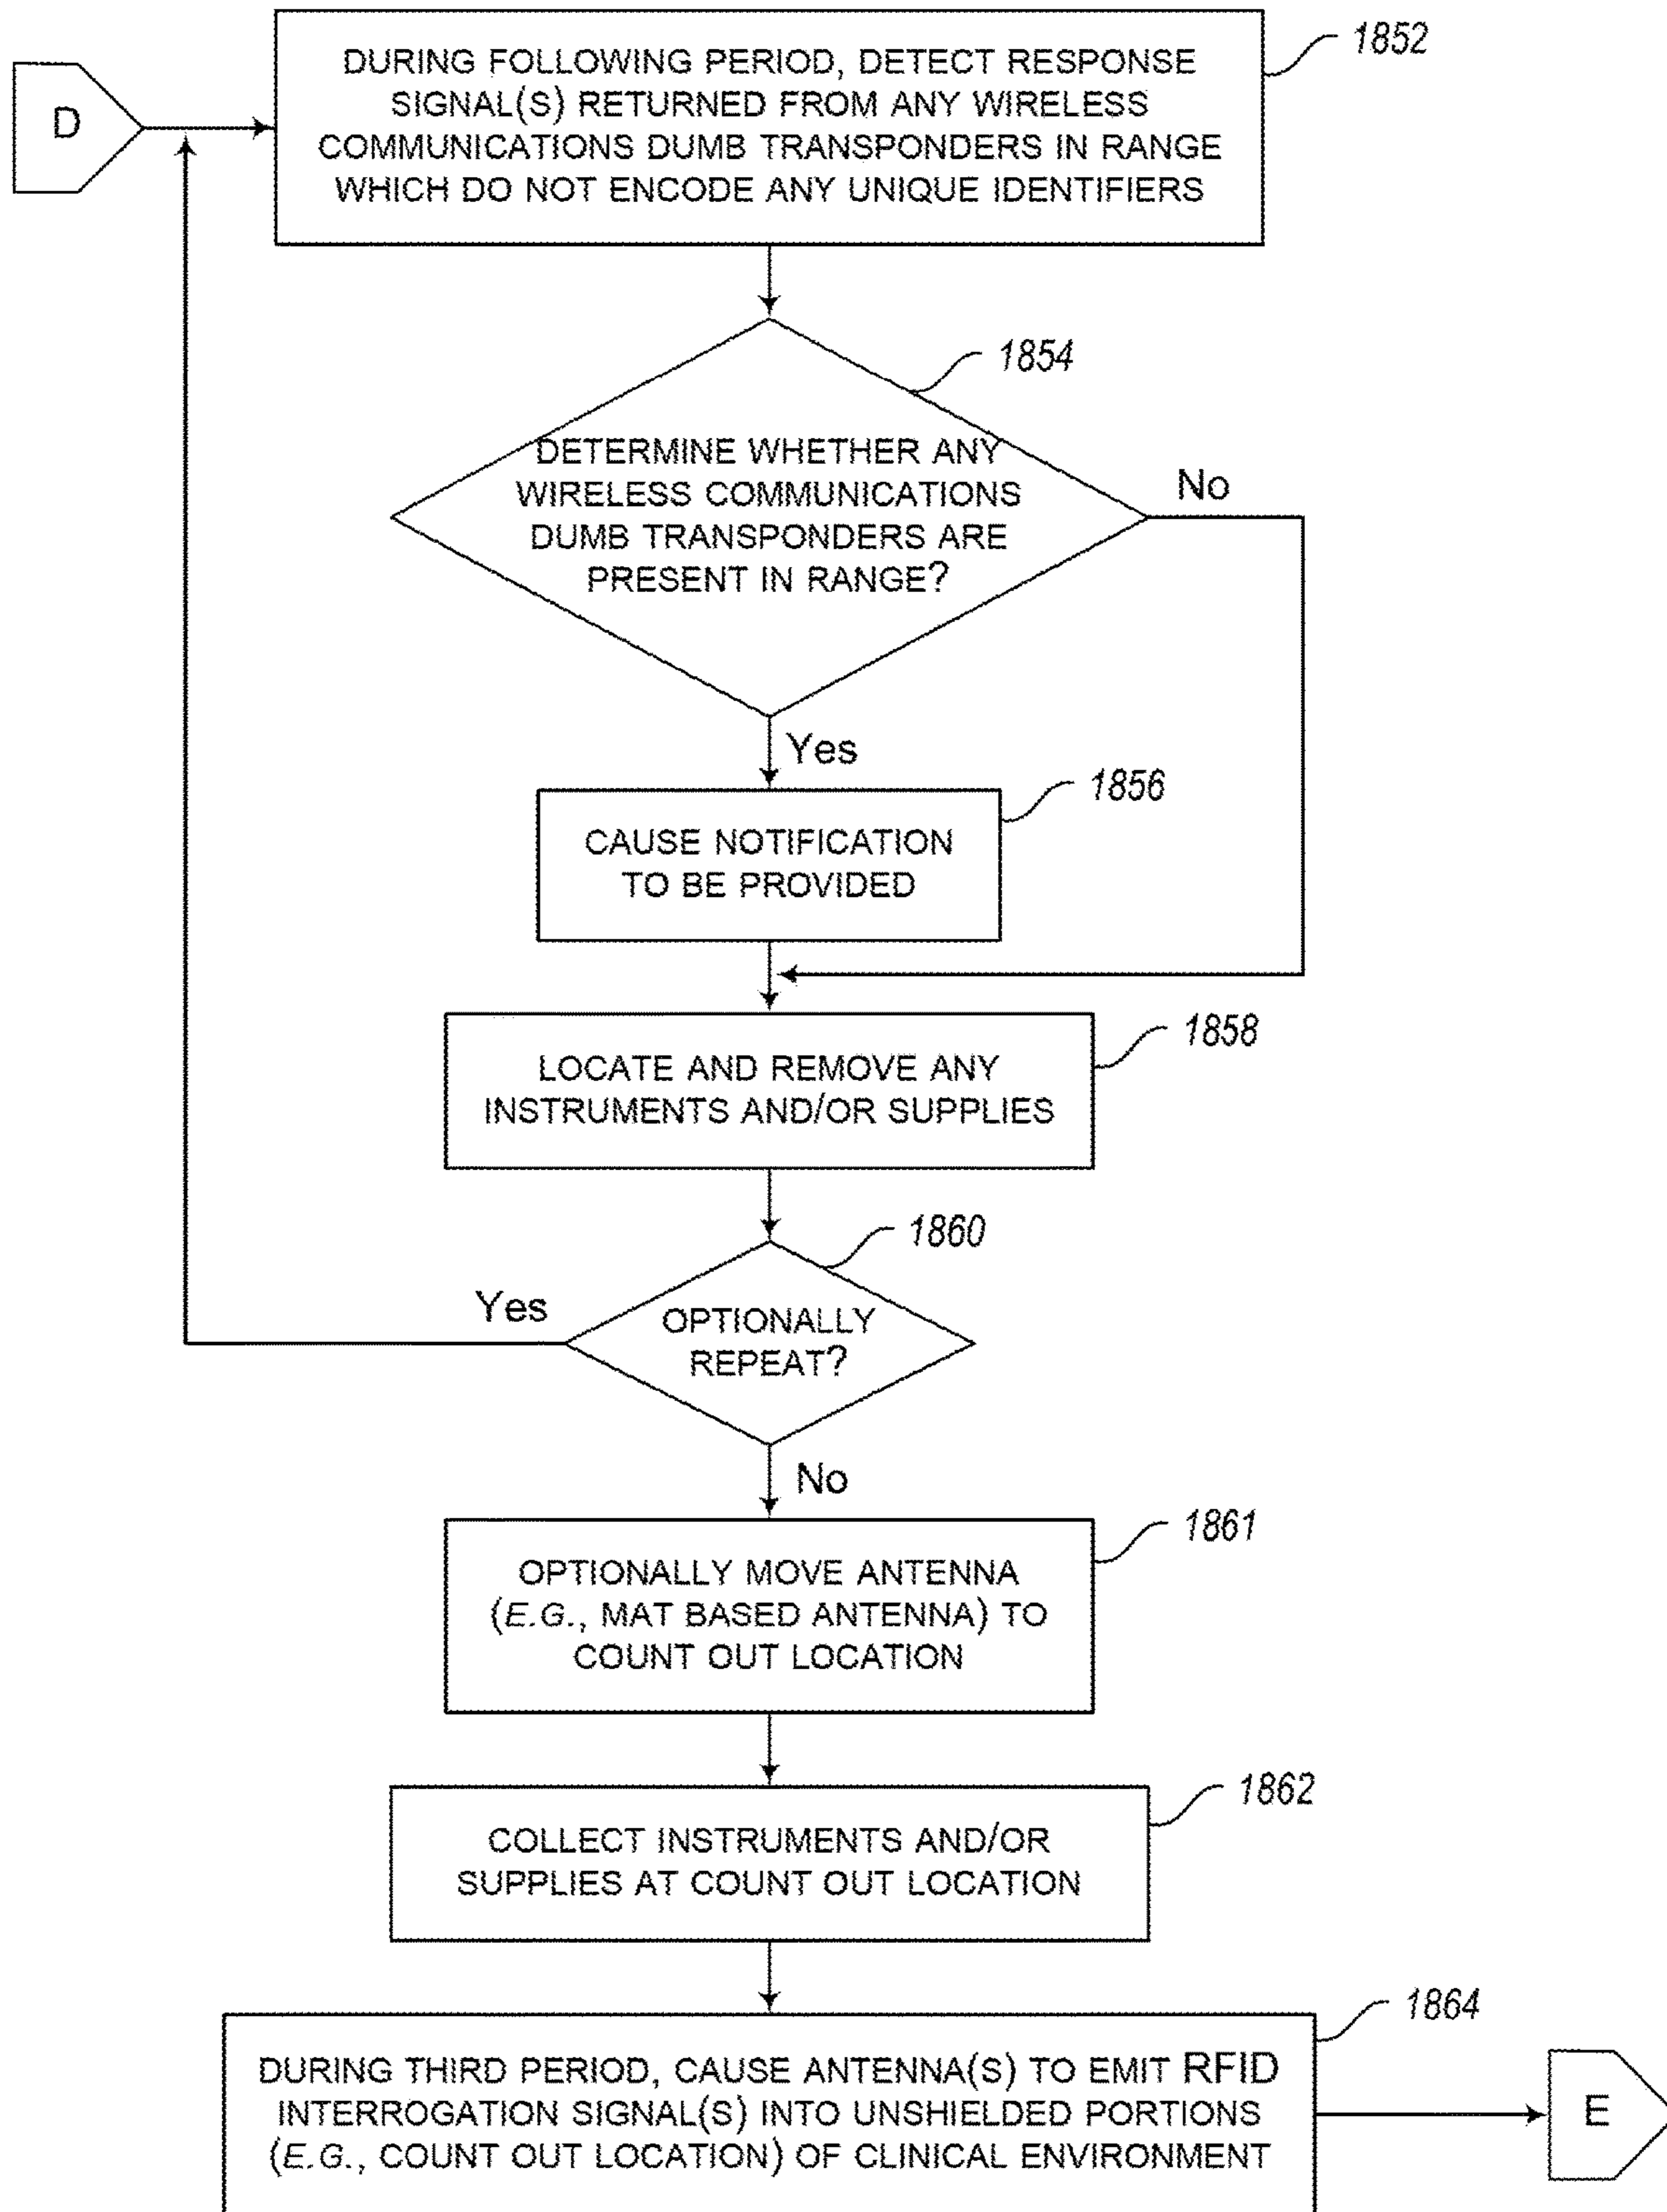 D
DURING FOLLOWING PERIOD, DETECT RESPONSE
SIGNAL(S) RETURNED FROM ANY WIRELESS
COMMUNICATIONS DUMB TRANSPONDERS IN RANGE
WHICH DO NOT ENCODE ANY UNIQUE IDENTIFIERS
1852
1854
DETERMINE WHETHER ANY
WIRELESS COMMUNICATIONS
DUMB TRANSPONDERS ARE
PRESENT IN RANGE?
No
Yes
1856
CAUSE NOTIFICATION
TO BE PROVIDED
1858
LOCATE AND REMOVE ANY
INSTRUMENTS AND/OR SUPPLIES
1860
Yes
OPTIONALLY
REPEAT?
No
1861
OPTIONALLY MOVE ANTENNA
(E.G., MAT BASED ANTENNA) TO
COUNT OUT LOCATION
1862
COLLECT INSTRUMENTS AND/OR
SUPPLIES AT COUNT OUT LOCATION
1864
DURING THIRD PERIOD, CAUSE ANTENNA(S) TO EMIT RFID
INTERROGATION SIGNAL(S) INTO UNSHIELDED PORTIONS
(E.G., COUNT OUT LOCATION) OF CLINICAL ENVIRONMENT
E